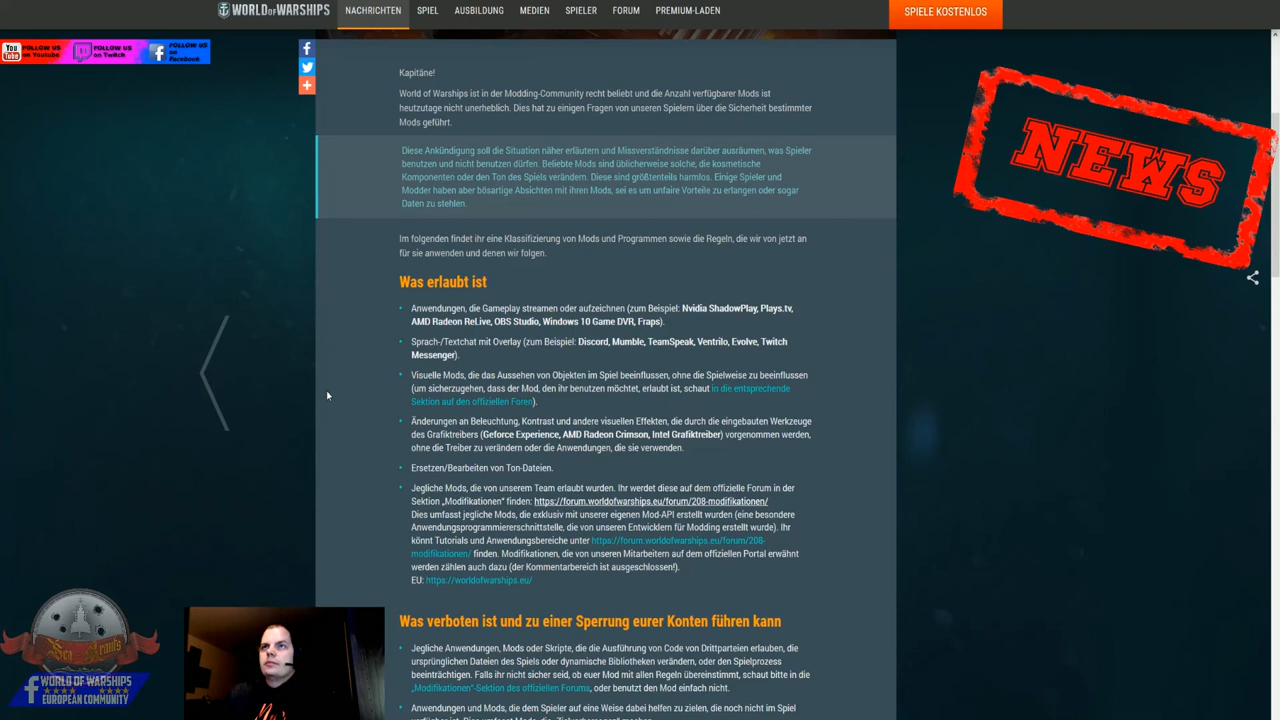 WORLD OF WARSHIPS
NACHRICHTEN SPIEL AUSBILDUNG MEDIEN SPIELER FORUM PREMIUM-LADEN
SPIELE KOSTENLOS
You Tube FOLLOW US on Youtube
FOLLOW US on Twitch
FOLLOW US on Facebook
NEWS
Kapitäne!
World of Warships ist in der Modding-Community recht beliebt und die Anzahl verfügbarer Mods ist
heutzutage nicht unerheblich. Dies hat zu einigen Fragen von unseren Spielern über die Sicherheit bestimmter
Mods geführt.
Diese Ankündigung soll die Situation näher erläutern und Missverständnisse darüber ausräumen, was Spieler
benutzen und nicht benutzen dürfen. Beliebte Mods sind üblicherweise solche, die kosmetische
Komponenten oder den Ton des Spiels verändern. Diese sind größtenteils harmlos. Einige Spieler und
Modder haben aber bösartige Absichten mit ihren Mods, sei es um unfaire Vorteile zu erlangen oder sogar
Daten zu stehlen.
Im folgenden findet ihr eine Klassifizierung von Mods und Programmen sowie die Regeln, die wir von jetzt an
für sie anwenden und denen wir folgen.
Was erlaubt ist
Anwendungen, die Gameplay streamen oder aufzeichnen (zum Beispiel: Nvidia ShadowPlay, Plays.tv,
AMD Radeon ReLive, OBS Studio, Windows 10 Game DVR, Fraps).
Sprach-/Textchat mit Overlay (zum Beispiel: Discord, Mumble, TeamSpeak, Ventrilo, Evolve, Twitch
Messenger).
Visuelle Mods, die das Aussehen von Objekten im Spiel beeinflussen, ohne die Spielweise zu beeinflussen
(um sicherzugehen, dass der Mod, den ihr benutzen möchtet, erlaubt ist, schaut in die entsprechende
Sektion auf den offiziellen Foren).
Änderungen an Beleuchtung, Kontrast und andere visuellen Effekten, die durch die eingebauten Werkzeuge
des Grafiktreibers (Geforce Experience, AMD Radeon Crimson, Intel Grafiktreiber) vorgenommen werden,
ohne die Treiber zu verändern oder die Anwendungen, die sie verwenden.
Ersetzen/Bearbeiten von Ton-Dateien.
Jegliche Mods, die von unserem Team erlaubt wurden. Ihr werdet diese auf dem offizielle Forum in der
Sektion „Modifikationen" finden: https://forum.worldofwarships.eu/forum/208-modifikationen/
Dies umfasst jegliche Mods, die exklusiv mit unserer eigenen Mod-API erstellt wurden (eine besondere
Anwendungsprogrammierschnittstelle, die von unseren Entwicklern für Modding erstellt wurde). Ihr
könnt Tutorials und Anwendungsbereiche unter https://forum.worldofwarships.eu/forum/208-
modifikationen/ finden. Modifikationen, die von unseren Mitarbeitern auf dem offiziellen Portal erwähnt
werden zählen auch dazu (der Kommentarbereich ist ausgeschlossen!).
EU: https://worldofwarships.eu/
Was verboten ist und zu einer Sperrung eurer Konten führen kann
Jegliche Anwendungen, Mods oder Skripte, die die Ausführung von Code von Drittparteien erlauben, die
ursprünglichen Dateien des Spiels oder dynamische Bibliotheken verändern, oder den Spielprozess
beeinträchtigen. Falls ihr nicht sicher seid, ob euer Mod mit allen Regeln übereinstimmt, schaut bitte in die
„Modifikationen"-Sektion des offiziellen Forums, oder benutzt den Mod einfach nicht.
Anwendungen und Mods, die dem Spieler auf eine Weise dabei helfen zu zielen, die noch nicht im Spiel
WORLD OF WARSHIPS
EUROPEAN COMMUNITY